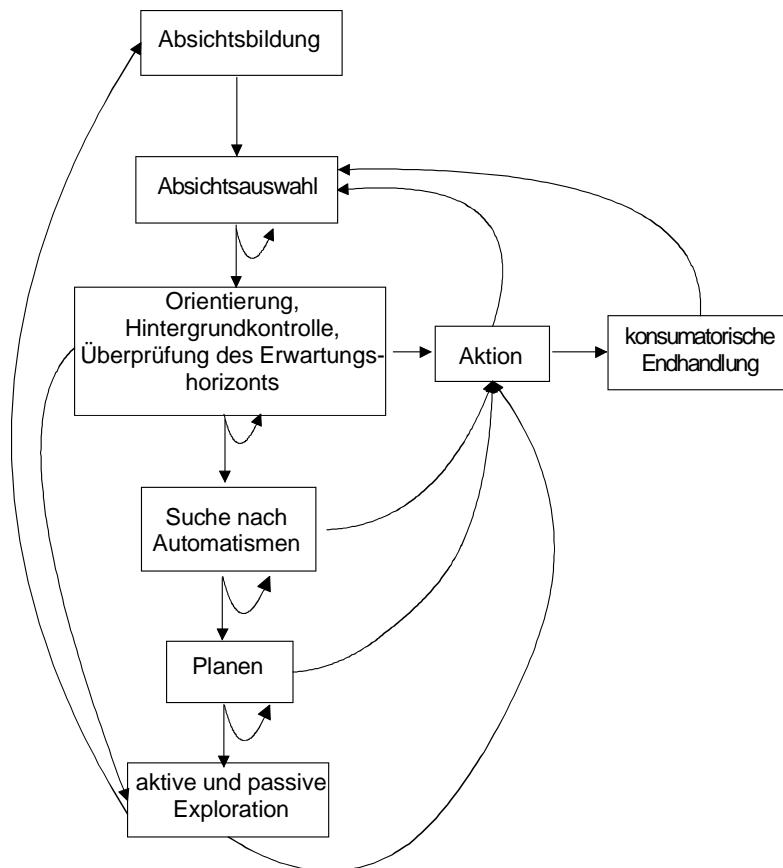 Absichtsbildung
Absichtsauswahl
Orientierung,
Hintergrundkontrolle,
Überprüfung des Erwartungs-
horizonts
Aktion
konsumatorische
Endhandlung
Suche nach
Automatismen
Planen
aktive und passive
Exploration